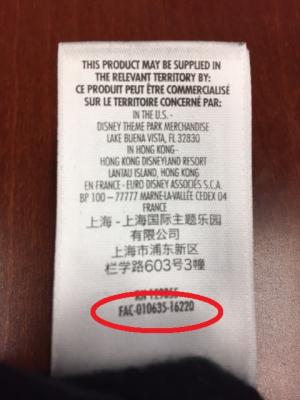 THIS PRODUCT MAY BE SUPPLIED IN
THE RELEVANT TERRITORY BY:
CE PRODUIT PEUT ÊTRE COMMERCIALISÉ
SUR LE TERRITOIRE CONCERNÉ PAR:
IN THE U.S. -
DISNEY THEME PARK MERCHANDISE
LAKE BUENA VISTA, FL 32830
IN HONG KONG-
HONG KONG DISNEYLAND RESORT
LANTAU ISLAND, HONG KONG
EN FRANCE - EURO DISNEY ASSOCIÉS S.C.A.
BP 100 – 77777 MARNE-LA-VALLÉE CEDEX 04
FRANCE
上海 - 上海国际主题乐园
有限公司
上海市浦东新区
栏学路603号3幢
RN
FAC-010635-16220